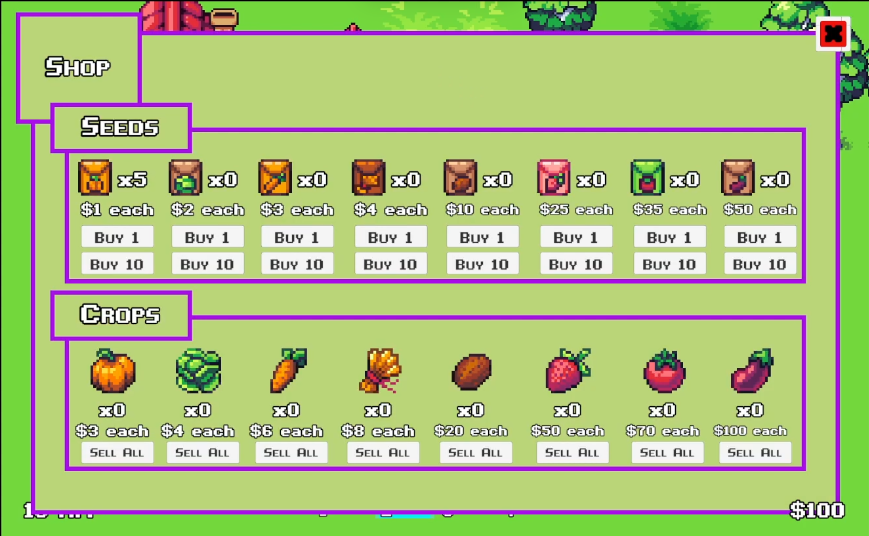 Shop
Seeds
x5 x0 x0 x0 x0 x0 x0 x0
$1 each $2 each $3 each $4 each $10 each $25 each $35 each $50 each
Buy 1 Buy 1 Buy 1 Buy 1 Buy 1 Buy 1 Buy 1 Buy 1
Buy 10 Buy 10 Buy 10 Buy 10 Buy 10 Buy 10 Buy 10 Buy 10
Crops
x0 x0 x0 x0 x0 x0 x0 x0
$3 each $4 each $6 each $8 each $20 each $50 each $70 each $100 each
Sell All Sell All Sell All Sell All Sell All Sell All Sell All Sell All
$100